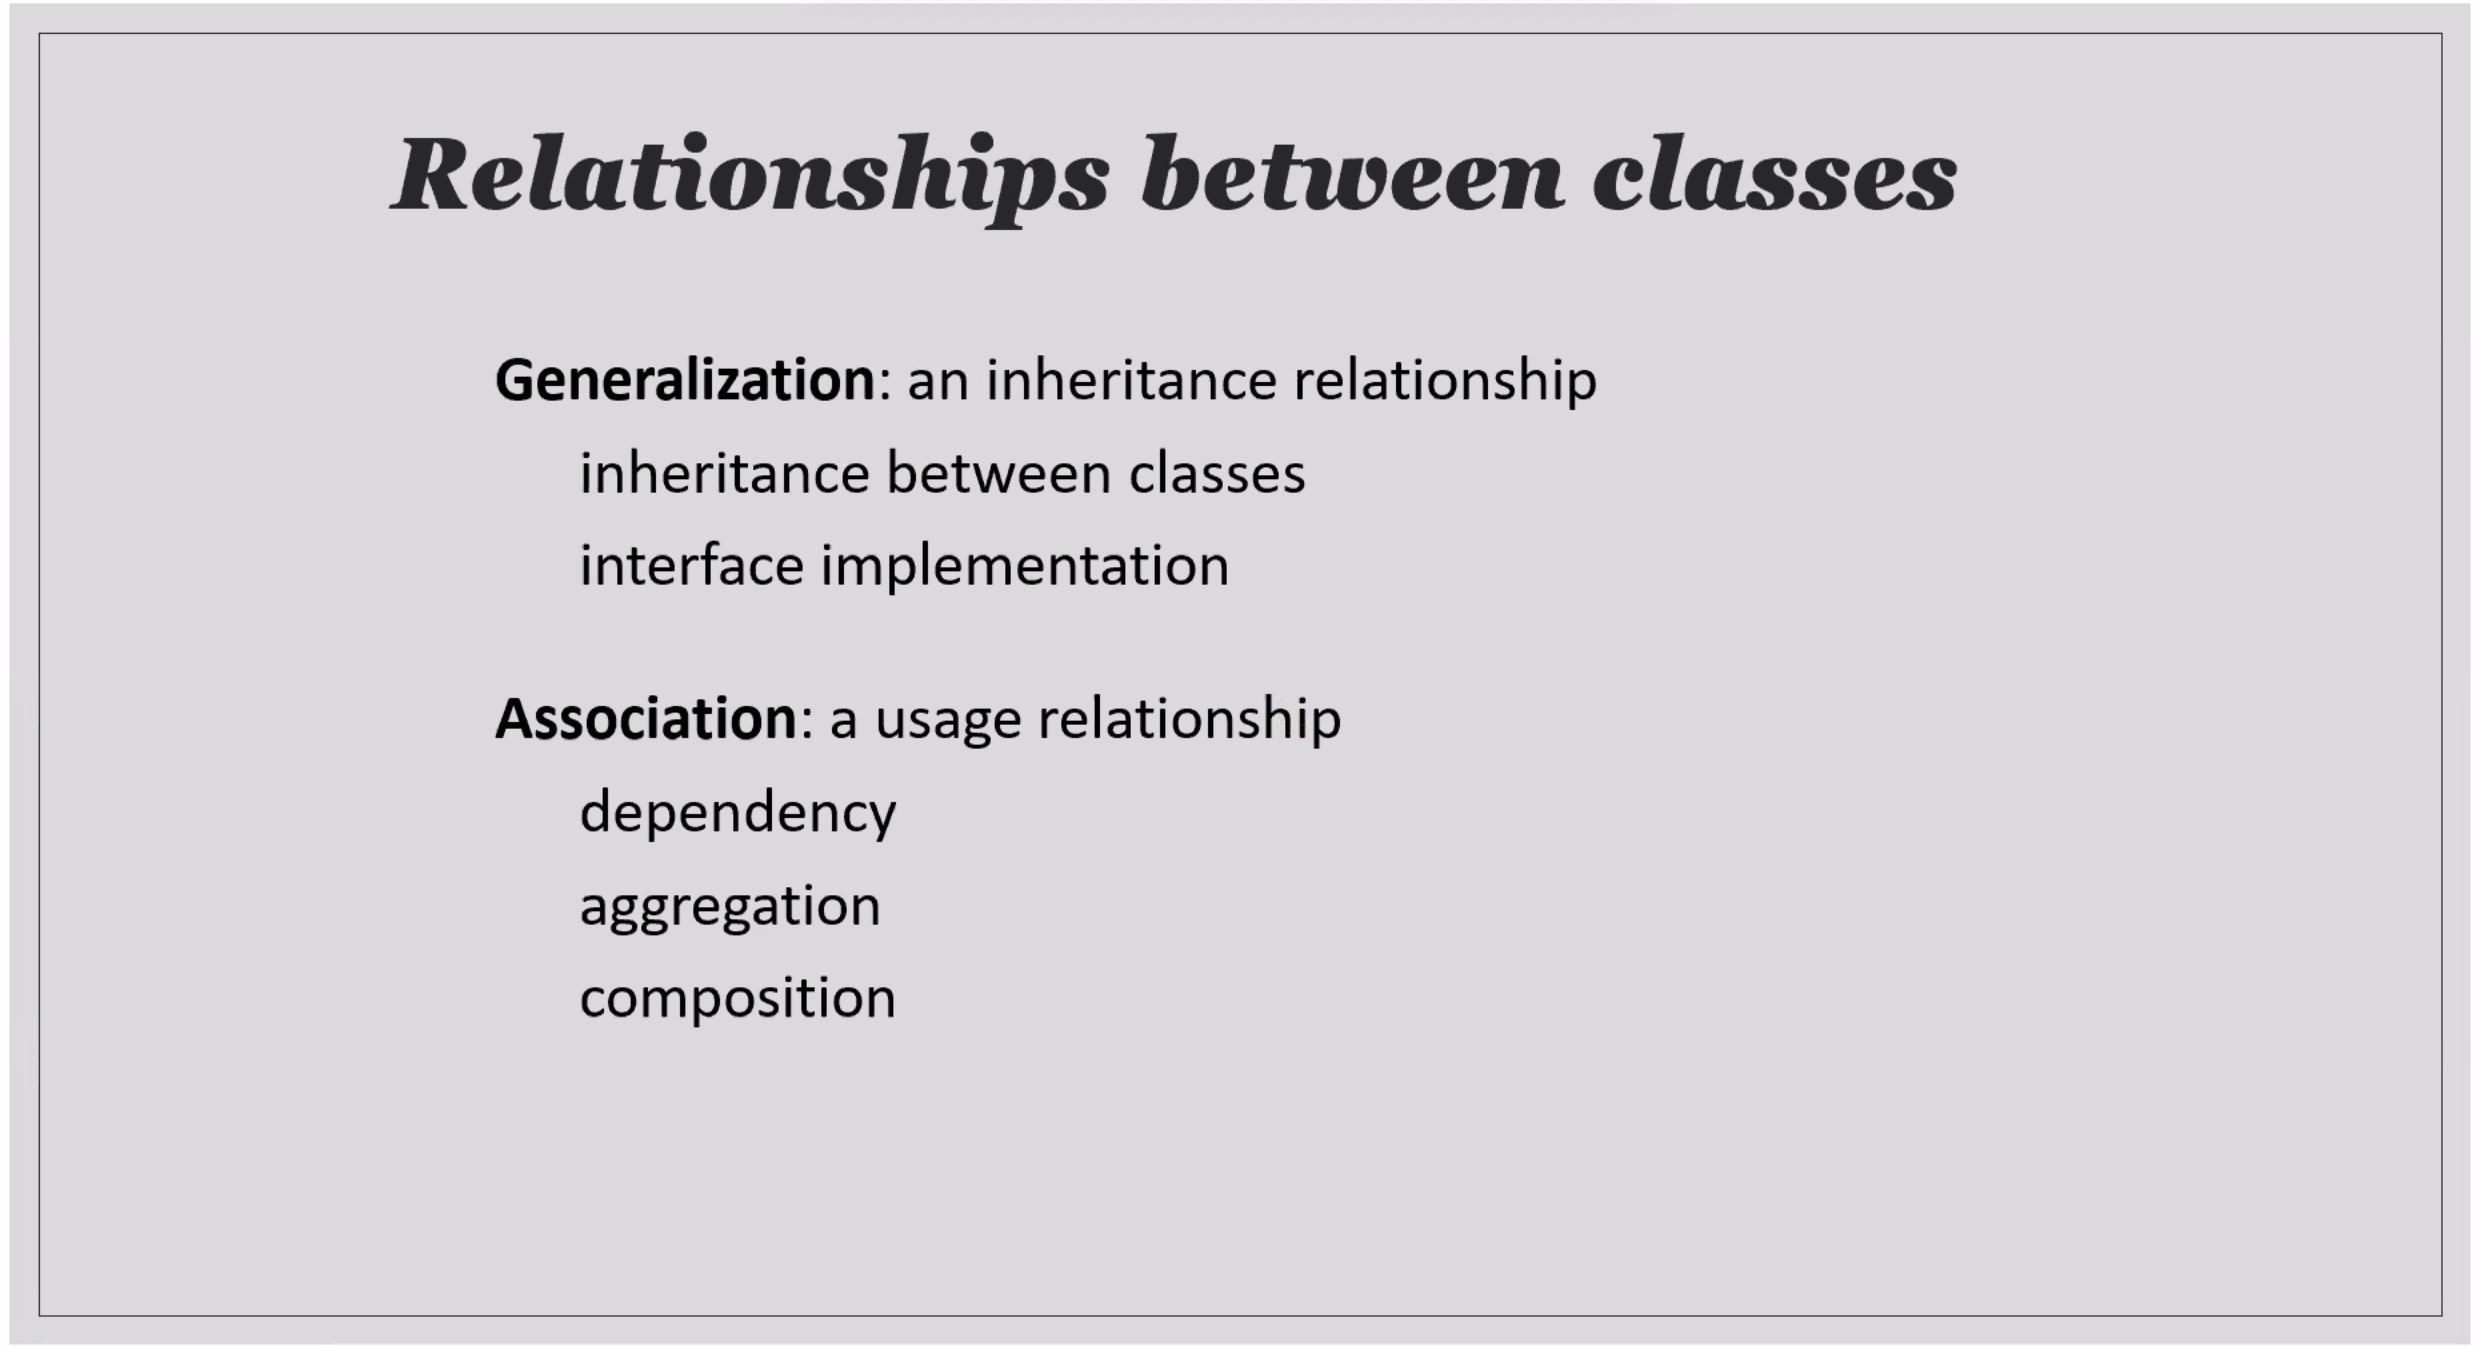 Relationships between classes
Generalization: an inheritance relationship
inheritance between classes
interface implementation
Association: a usage relationship
dependency
aggregation
composition